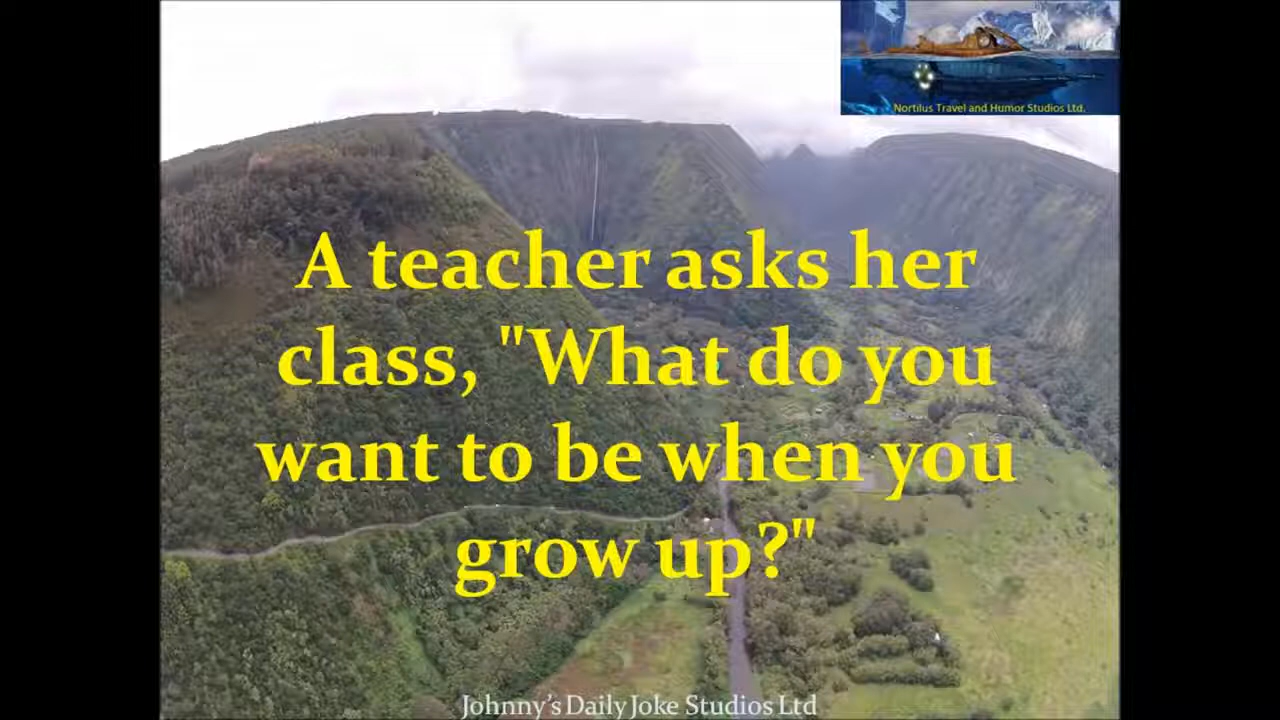 Nortilus Travel and Humor Studios Ltd.
A teacher asks her
class, "What do you
want to be when you
grow up?"
Johnny's Daily Joke Studios Ltd